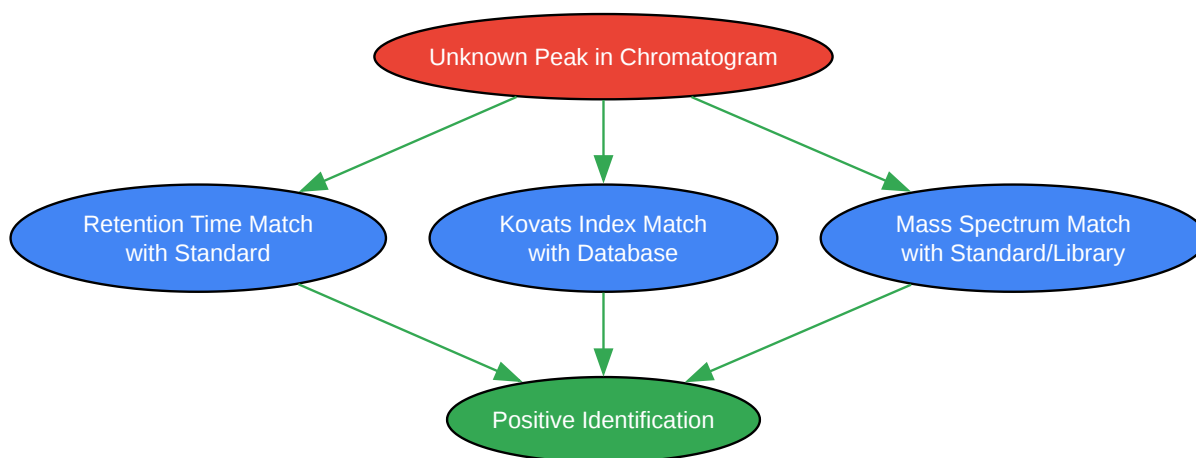 Unknown Peak in Chromatogram
Retention Time Match
with Standard
Kovats Index Match
with Database
Mass Spectrum Match
with Standard/Library
Positive Identification